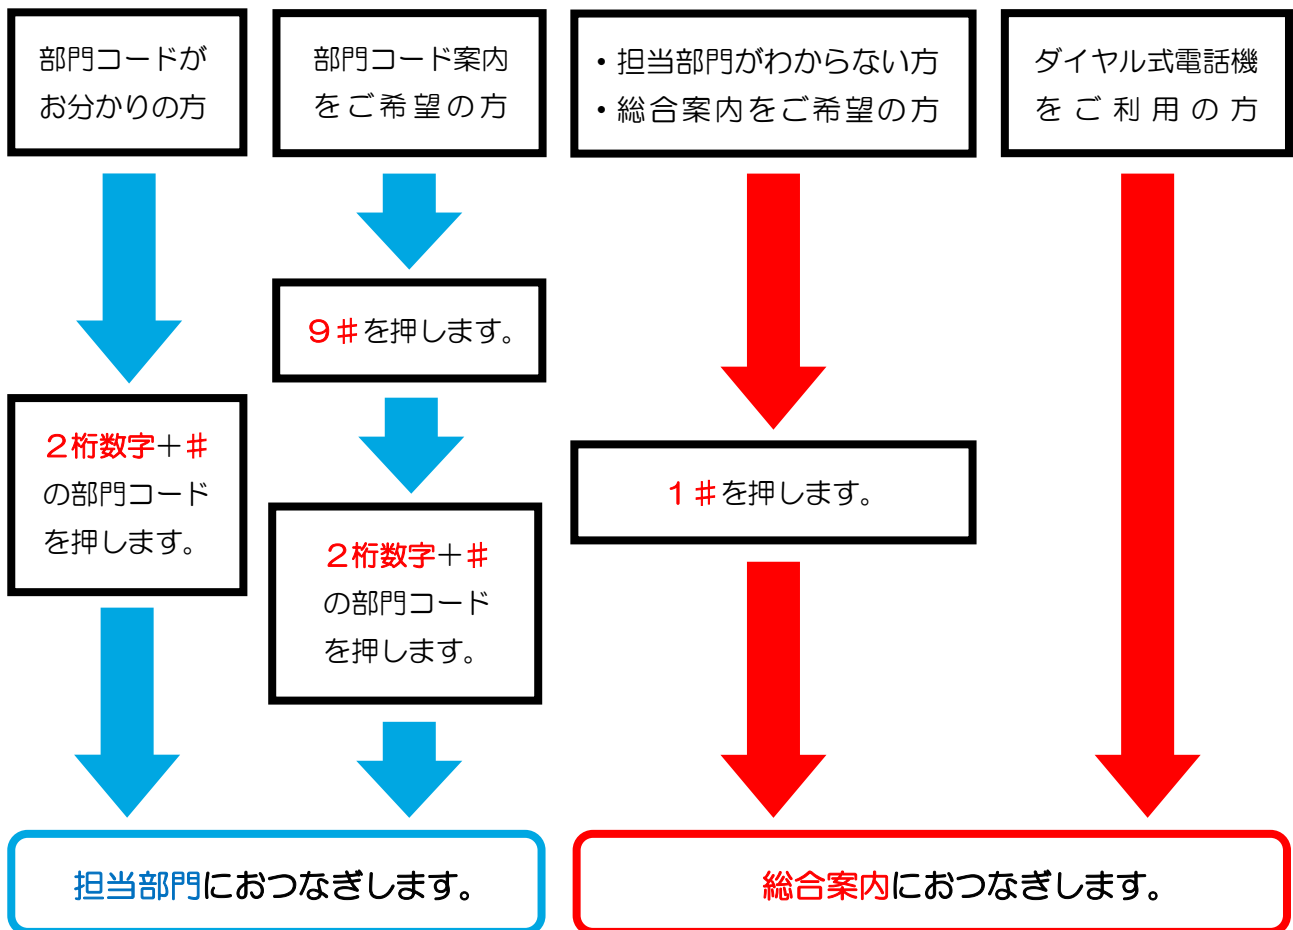 部門コードが
お分かりの方
部門コード案内
をご希望の方
・担当部門がわからない方
・総合案内をご希望の方
ダイヤル式電話機
をご利用の方
９♯を押します。
２桁数字＋♯
の部門コード
を押します。
１♯を押します。
２桁数字＋♯
の部門コード
を押します。
担当部門におつなぎします。
総合案内におつなぎします。